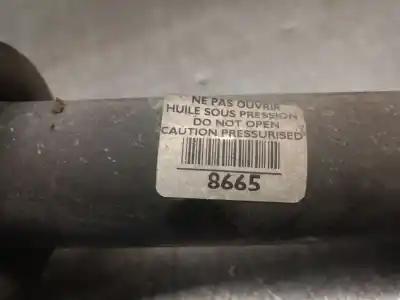 NE PAS OUVRIR
HUILE SOUS PRESSION
DO NOT OPEN
CAUTION PRESSURISED
8665